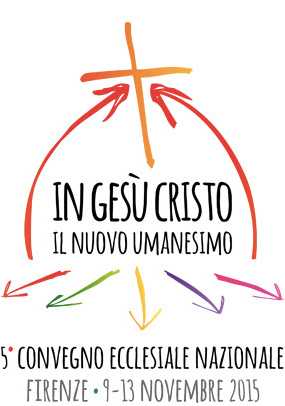 IN GESÙ CRISTO
IL NUOVO UMANESIMO
5° CONVEGNO ECCLESIALE NAZIONALE
FIRENZE • 9-13 NOVEMBRE 2015